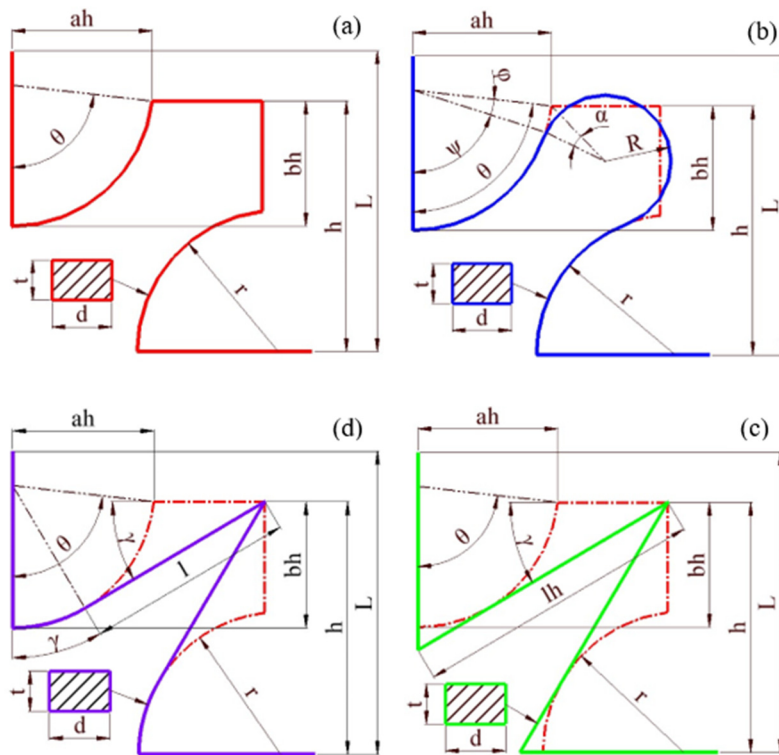 ah
(a)
θ
bh
h
L
t
d
r
ah
(b)
φ
α
ψ
θ
R
bh
h
L
t
d
r
ah
(d)
θ
γ
l
bh
h
L
γ
t
d
r
ah
(c)
θ
γ
lh
bh
h
L
t
d
r